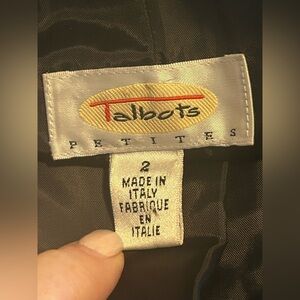 Talbots
PETITES
2
MADE IN
ITALY
FABRIQUE
EN
ITALIE